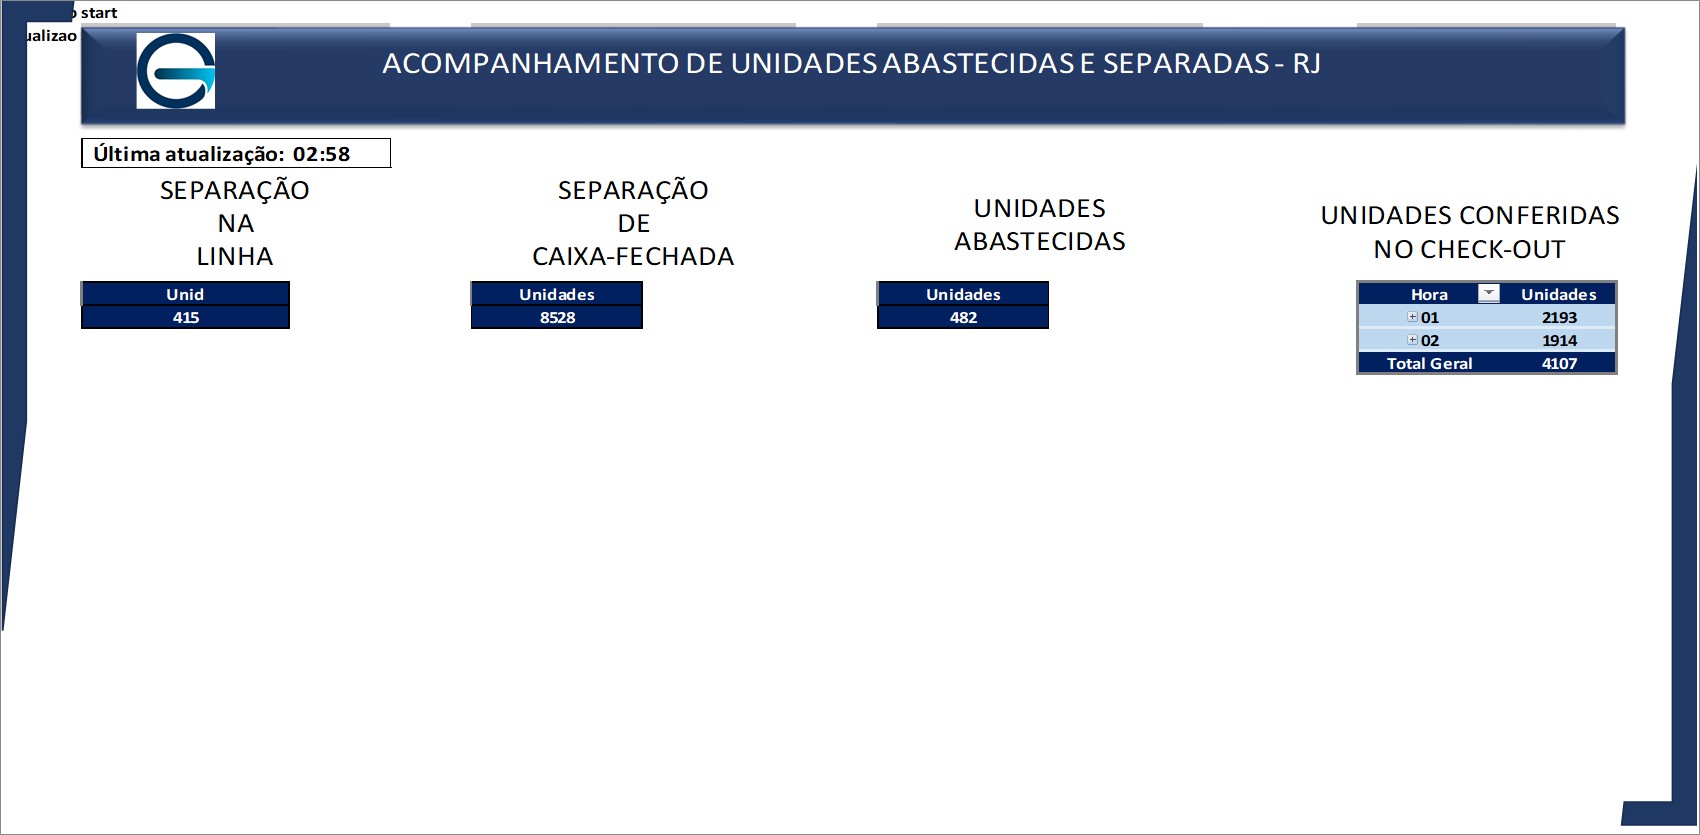 start
ACOMPANHAMENTO DE UNIDADES ABASTECIDAS E SEPARADAS - RJ
Última atualização: 02:58
SEPARAÇÃO
NA
LINHA
Unid
415
SEPARAÇÃO
DE
CAIXA-FECHADA
Unidades
8528
UNIDADES
ABASTECIDAS
Unidades
482
UNIDADES CONFERIDAS
NO CHECK-OUT
Hora Unidades
01 2193
02 1914
Total Geral 4107